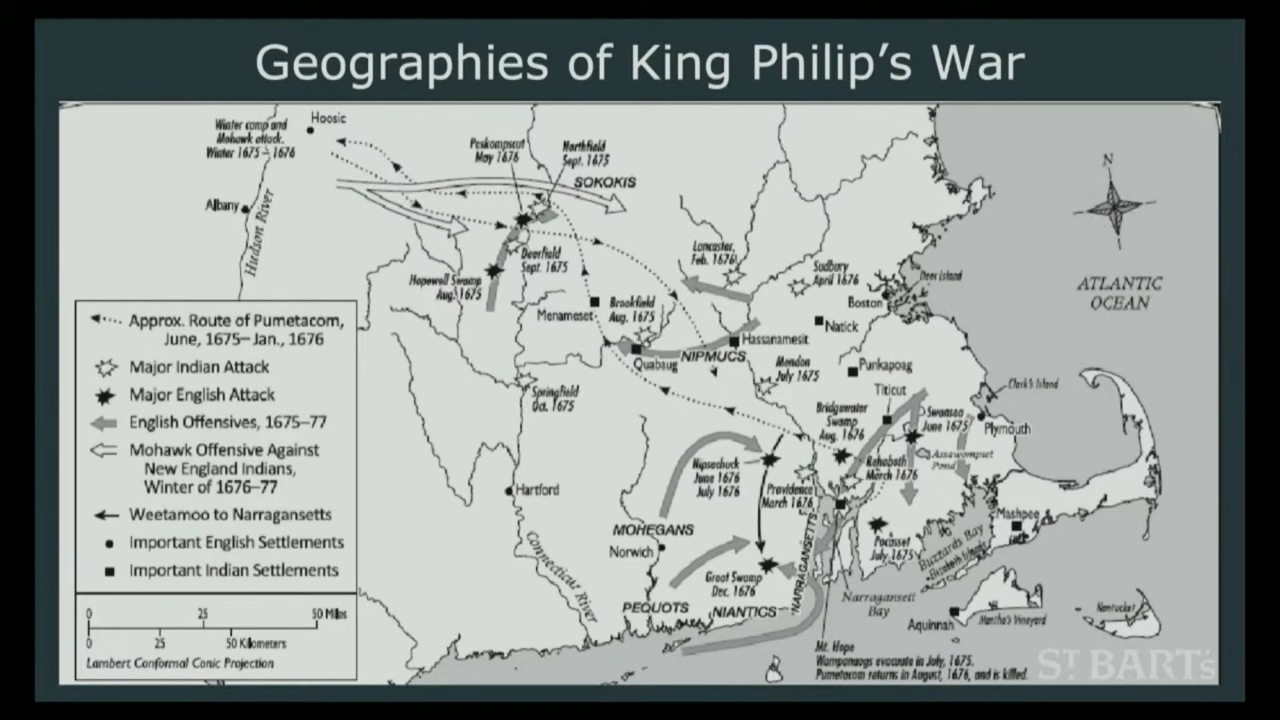 Geographies of King Philip's War
Hoosic
Winter camp and
Mohawk attack.
Winter 1675–1676
Albany
Hudson River
Peskompscut
May 1676
Northfield
Sept. 1675
SOKOKIS
Deerfield
Sept. 1675
Hopewell Swamp
Aug. 1675
Menameset
Brookfield
Aug. 1675
Quabaug
NIPMUCS
Hassanamesit
Lancaster,
Feb. 1676
Sudbury
April 1676
Boston
Deer Island
Natick
N
ATLANTIC
OCEAN
Mendon
July 1675
Punkapoag
Titicut
Clark's Island
Springfield
Oct. 1675
Bridgewater
Swamp
Aug. 1676
Swansea
June 1675
Plymouth
Assawompset
Pond
Rehoboth
March 1676
Nipsachuck
June 1676
July 1676
Providence
March 1676
Hartford
Connecticut River
MOHEGANS
Norwich
Pocasset
July 1675
Mashpee
Buzzards Bay
Elizabeth Islands
Great Swamp
Dec. 1676
NARRAGANSETTS
PEQUOTS
NIANTICS
Narragansett
Bay
Aquinnah
Martha's Vineyard
Nantucket
Mt. Hope
Wampanoags evacuate in July, 1675.
Pumetacom returns in August, 1676, and is killed.
Approx. Route of Pumetacom,
June, 1675–Jan., 1676
Major Indian Attack
Major English Attack
English Offensives, 1675–77
Mohawk Offensive Against
New England Indians,
Winter of 1676–77
Weetamoo to Narragansetts
Important English Settlements
Important Indian Settlements
0 25 50 Miles
0 25 50 Kilometers
Lambert Conformal Conic Projection
ST BART'S